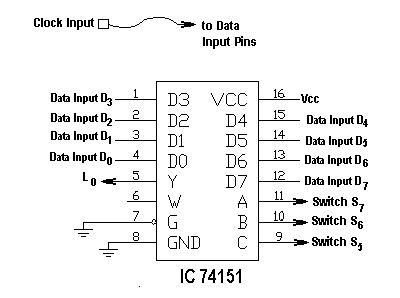 Clock Input
to Data
Input Pins
Data Input D3 1 D3 VCC 16 Vcc
Data Input D2 2 D2 D4 15 Data Input D4
Data Input D1 3 D1 D5 14 Data Input D5
Data Input D0 4 D0 D6 13 Data Input D6
L0 5 Y D7 12 Data Input D7
6 W A 11 Switch S7
7 G B 10 Switch S6
8 GND C 9 Switch S5
IC 74151